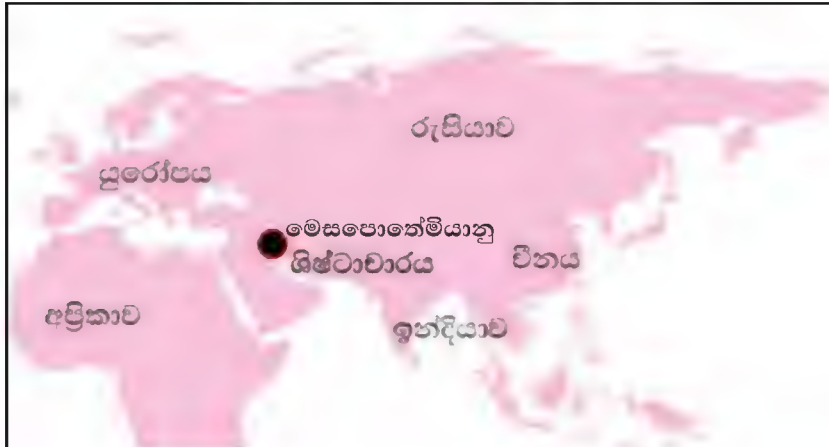 රුසියාව
යුරෝපය
මෙසපොතේමියානු
ශිෂ්ටාචාරය
චීනය
අප්‍රිකාව
ඉන්දියාව